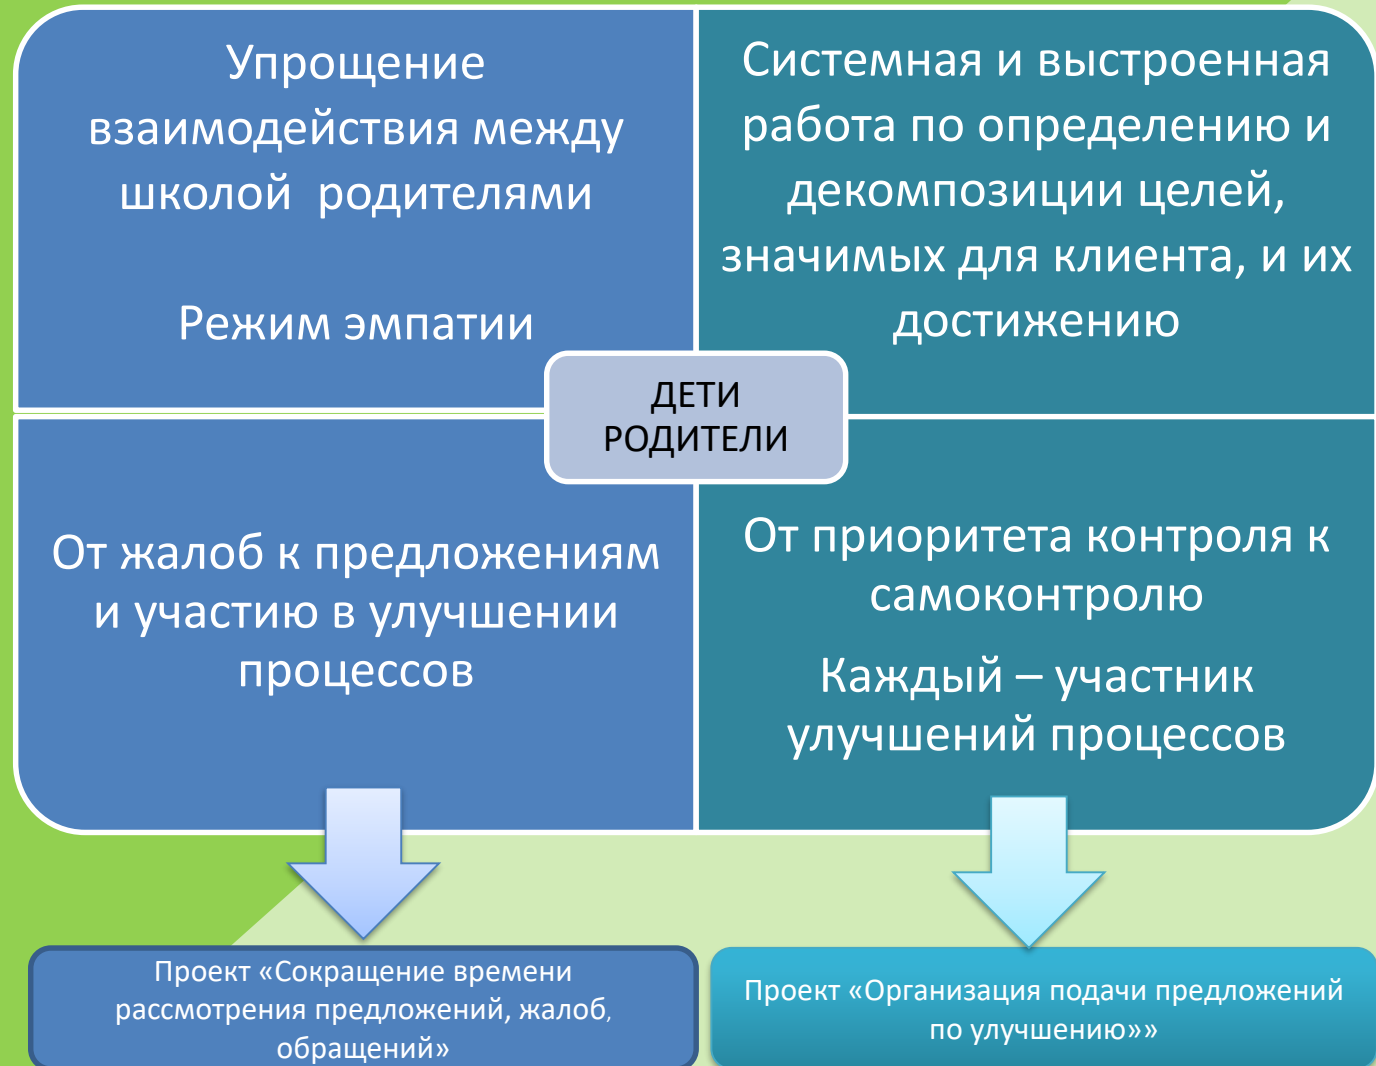 Упрощение
взаимодействия между
школой  родителями
Режим эмпатии
Системная и выстроенная
работа по определению и
декомпозиции целей,
значимых для клиента, и их
достижению
ДЕТИ
РОДИТЕЛИ
От жалоб к предложениям
и участию в улучшении
процессов
От приоритета контроля к
самоконтролю
Каждый – участник
улучшений процессов
Проект «Сокращение времени
рассмотрения предложений, жалоб,
обращений»
Проект «Организация подачи предложений
по улучшению»»